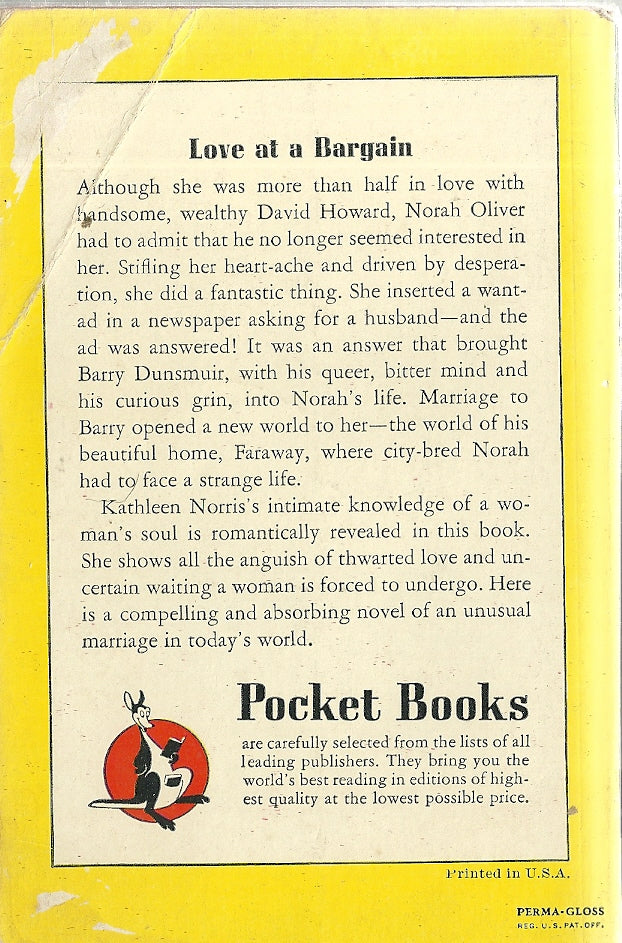 Love at a Bargain
Although she was more than half in love with
handsome, wealthy David Howard, Norah Oliver
had to admit that he no longer seemed interested in
her. Stifling her heart-ache and driven by despera-
tion, she did a fantastic thing. She inserted a want-
ad in a newspaper asking for a husband—and the
ad was answered! It was an answer that brought
Barry Dunsmuir, with his queer, bitter mind and
his curious grin, into Norah's life. Marriage to
Barry opened a new world to her—the world of his
beautiful home, Faraway, where city-bred Norah
had to face a strange life.
Kathleen Norris's intimate knowledge of a wo-
man's soul is romantically revealed in this book.
She shows all the anguish of thwarted love and un-
certain waiting a woman is forced to undergo. Here
is a compelling and absorbing novel of an unusual
marriage in today's world.
Pocket Books
are carefully selected from the lists of all
leading publishers. They bring you the
world's best reading in editions of high-
est quality at the lowest possible price.
Printed in U.S.A.
PERMA-GLOSS
REG. U.S. PAT. OFF.